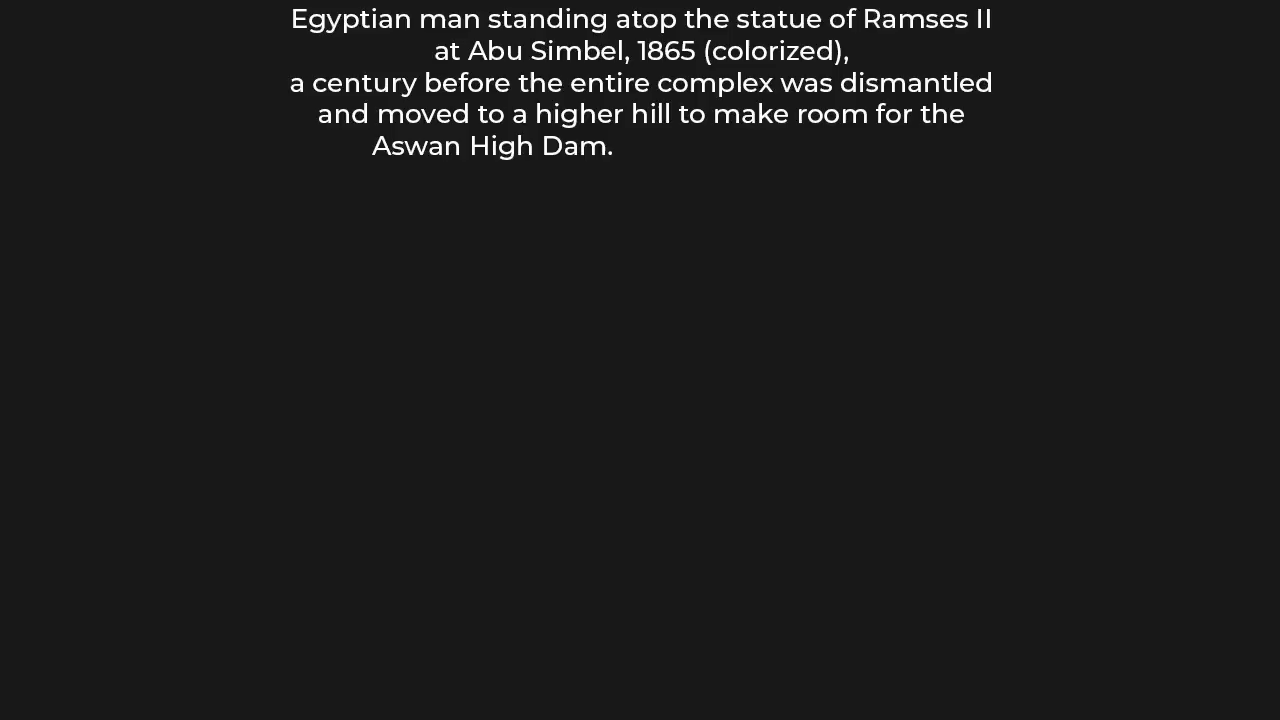 Egyptian man standing atop the statue of Ramses II
at Abu Simbel, 1865 (colorized),
a century before the entire complex was dismantled
and moved to a higher hill to make room for the
Aswan High Dam.